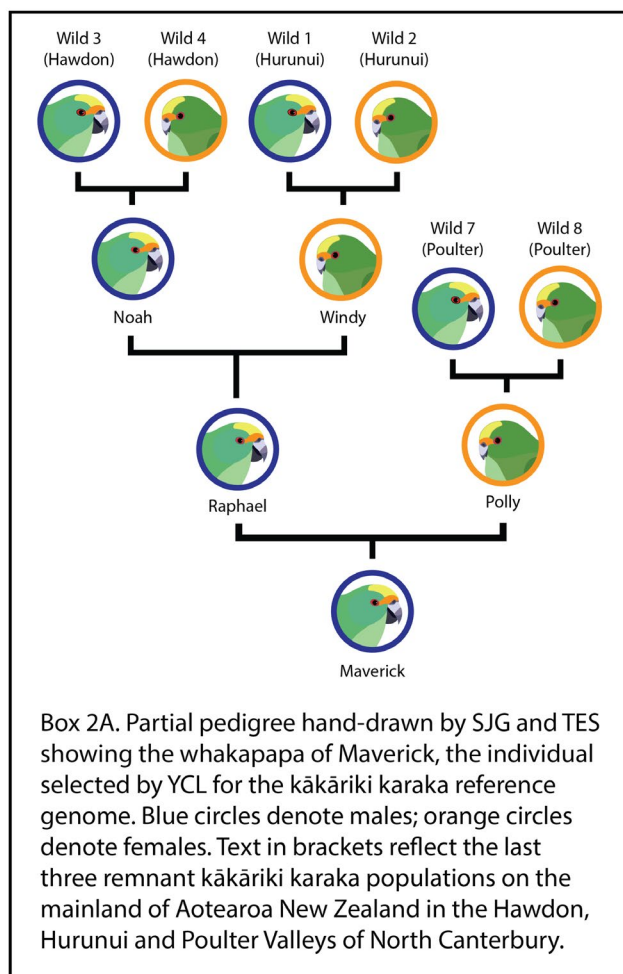 Wild 3
(Hawdon)
Wild 4
(Hawdon)
Wild 1
(Hurunui)
Wild 2
(Hurunui)
Wild 7
(Poulter)
Wild 8
(Poulter)
Noah
Windy
Raphael
Polly
Maverick
Box 2A. Partial pedigree hand-drawn by SJG and TES
showing the whakapapa of Maverick, the individual
selected by YCL for the kākāriki karaka reference
genome. Blue circles denote males; orange circles
denote females. Text in brackets reflect the last
three remnant kākāriki karaka populations on the
mainland of Aotearoa New Zealand in the Hawdon,
Hurunui and Poulter Valleys of North Canterbury.